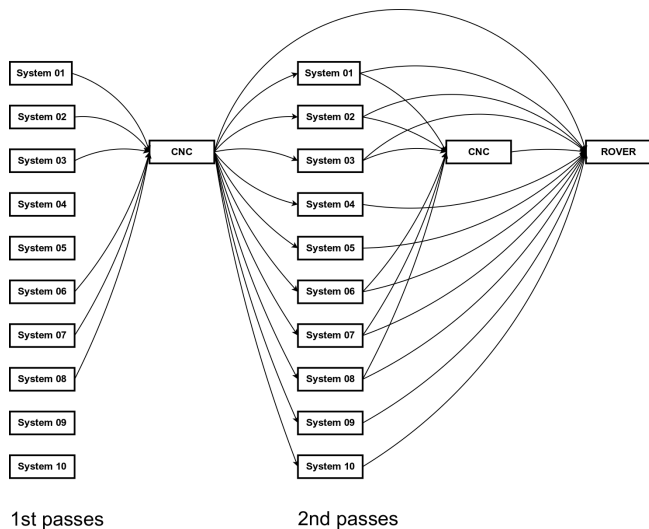 System 01
System 02
System 03
System 04
System 05
System 06
System 07
System 08
System 09
System 10
CNC
System 01
System 02
System 03
System 04
System 05
System 06
System 07
System 08
System 09
System 10
CNC
ROVER
1st passes
2nd passes